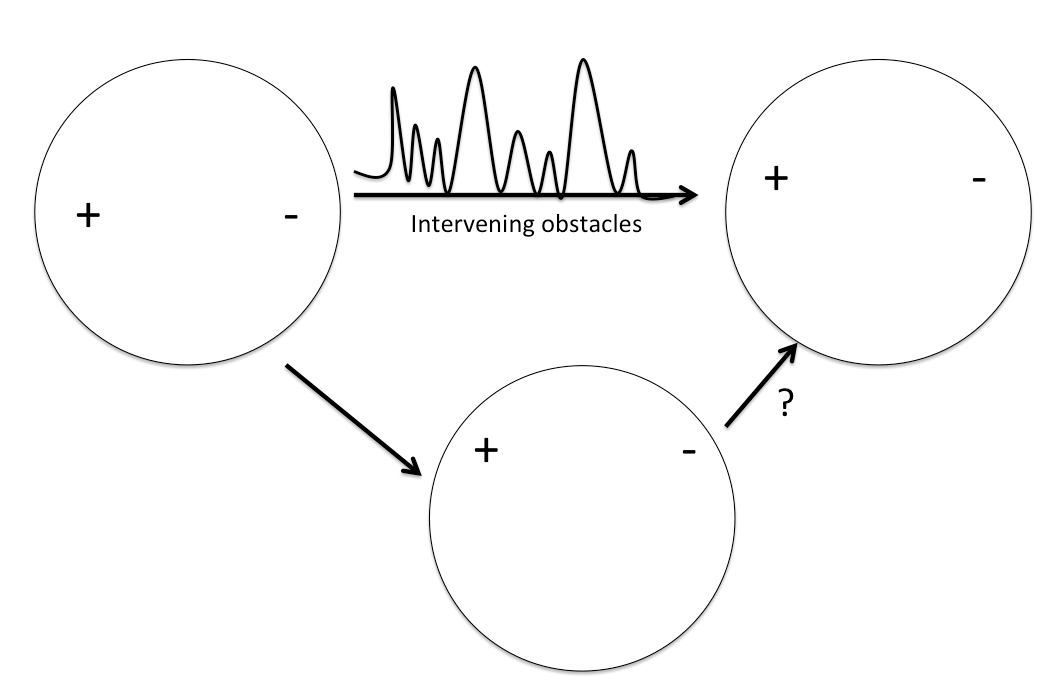 + -
Intervening obstacles
+ -
+ -
?